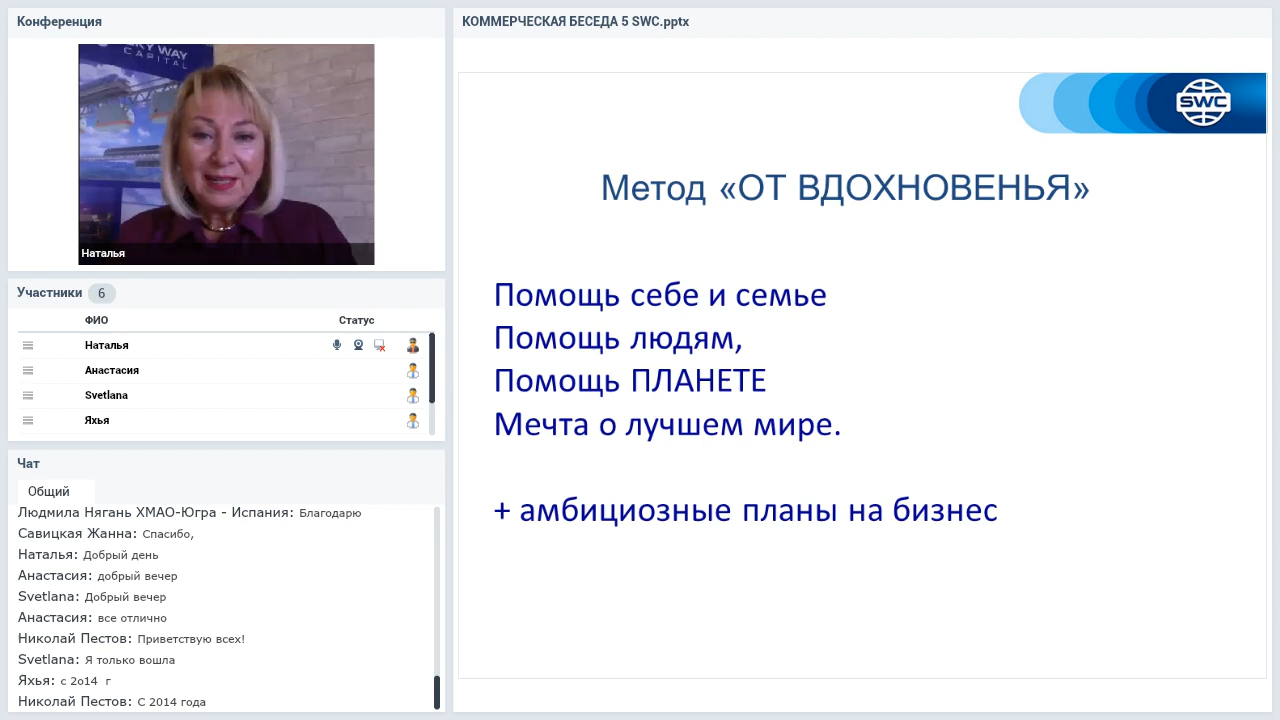 Конференция
SKY WAY
CAPITAL
Наталья
Участники 6
ФИО Статус
Наталья
Анастасия
Svetlana
Яхья
Чат
Общий
Людмила Нягань ХМАО-Югра - Испания: Благодарю
Савицкая Жанна: Спасибо,
Наталья: Добрый день
Анастасия: добрый вечер
Svetlana: Добрый вечер
Анастасия: все отлично
Николай Пестов: Приветствую всех!
Svetlana: Я только вошла
Яхья: с 2о14 г
Николай Пестов: С 2014 года
КОММЕРЧЕСКАЯ БЕСЕДА 5 SWC.pptx
SWC
Метод «ОТ ВДОХНОВЕНЬЯ»
Помощь себе и семье
Помощь людям,
Помощь ПЛАНЕТЕ
Мечта о лучшем мире.
+ амбициозные планы на бизнес